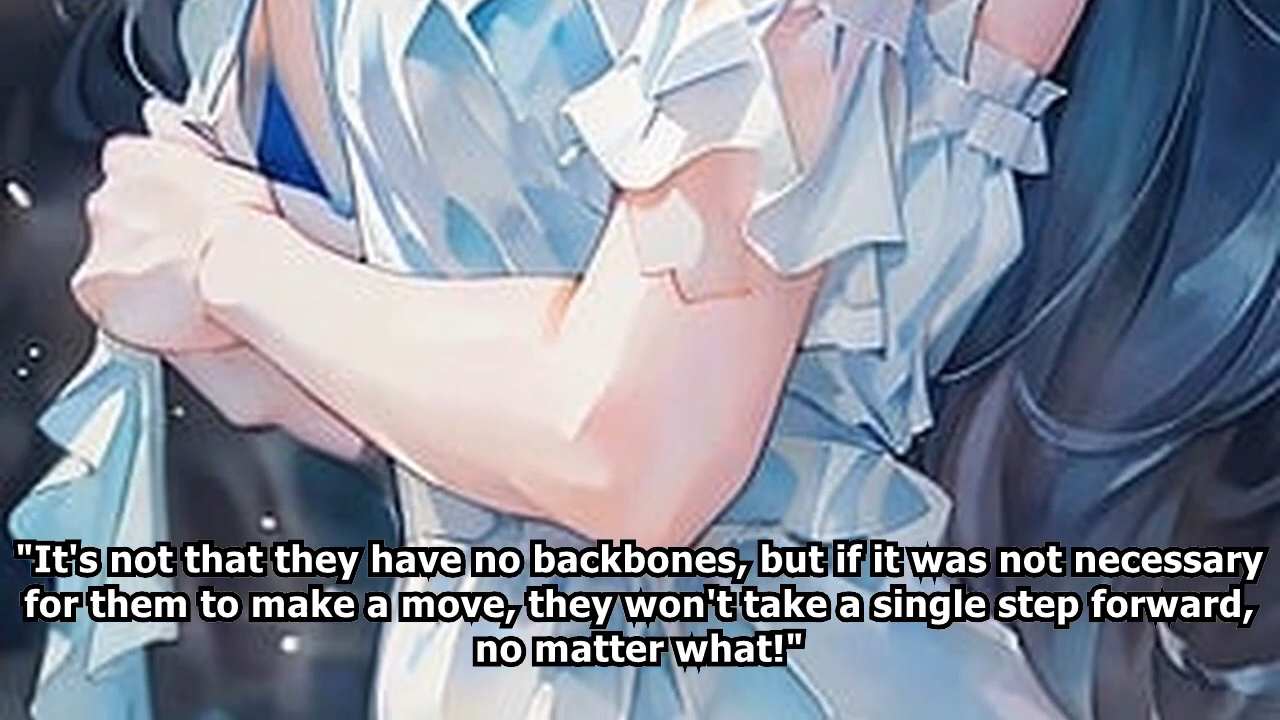 "It's not that they have no backbones, but if it was not necessary
for them to make a move, they won't take a single step forward,
no matter what!"